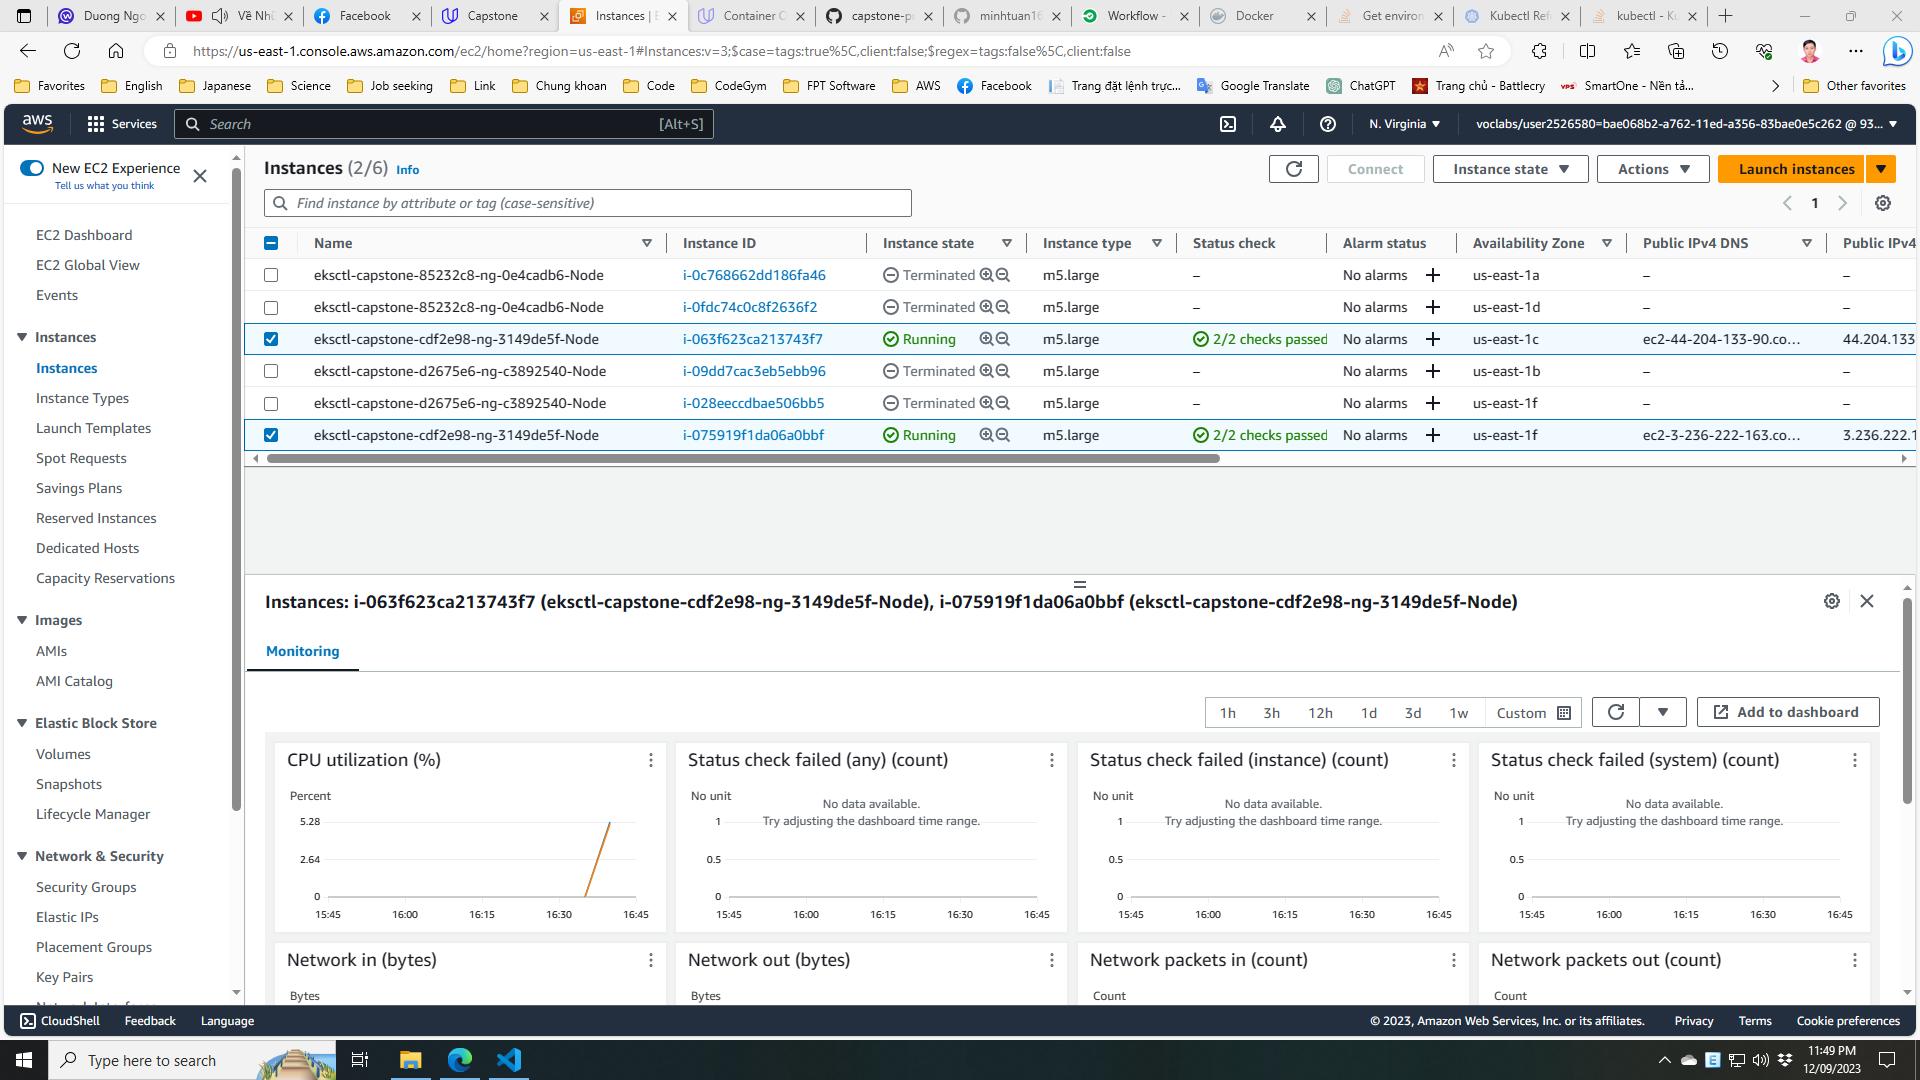 Duong Ngo
Về Nhữ
Facebook
Capstone
Instances | E
Container O
capstone-pr
minhtuan16
Workflow -
Docker
Get environ
Kubectl Refe
kubectl - Ku
https://us-east-1.console.aws.amazon.com/ec2/home?region=us-east-1#Instances:v=3;$case=tags:true%5C,client:false;$regex=tags:false%5C,client:false
Favorites English Japanese Science Job seeking Link Chung khoan Code CodeGym FPT Software AWS Facebook Trang đặt lệnh trực... Google Translate ChatGPT Trang chủ - Battlecry SmartOne - Nền tả... Other favorites
aws Services Search [Alt+S] N. Virginia voclabs/user2526580=bae068b2-a762-11ed-a356-83bae0e5c262 @ 93...
New EC2 Experience
Tell us what you think
EC2 Dashboard
EC2 Global View
Events
Instances
Instances
Instance Types
Launch Templates
Spot Requests
Savings Plans
Reserved Instances
Dedicated Hosts
Capacity Reservations
Images
AMIs
AMI Catalog
Elastic Block Store
Volumes
Snapshots
Lifecycle Manager
Network & Security
Security Groups
Elastic IPs
Placement Groups
Key Pairs
Instances (2/6) Info
Connect Instance state Actions Launch instances
Find instance by attribute or tag (case-sensitive) 1
Name Instance ID Instance state Instance type Status check Alarm status Availability Zone Public IPv4 DNS Public IPv4
eksctl-capstone-85232c8-ng-0e4cadb6-Node i-0c768662dd186fa46 Terminated m5.large – No alarms us-east-1a – –
eksctl-capstone-85232c8-ng-0e4cadb6-Node i-0fdc74c0c8f2636f2 Terminated m5.large – No alarms us-east-1d – –
eksctl-capstone-cdf2e98-ng-3149de5f-Node i-063f623ca213743f7 Running m5.large 2/2 checks passed No alarms us-east-1c ec2-44-204-133-90.co... 44.204.133
eksctl-capstone-d2675e6-ng-c3892540-Node i-09dd7cac3eb5ebb96 Terminated m5.large – No alarms us-east-1b – –
eksctl-capstone-d2675e6-ng-c3892540-Node i-028eeccdbae506bb5 Terminated m5.large – No alarms us-east-1f – –
eksctl-capstone-cdf2e98-ng-3149de5f-Node i-075919f1da06a0bbf Running m5.large 2/2 checks passed No alarms us-east-1f ec2-3-236-222-163.co... 3.236.222.1
Instances: i-063f623ca213743f7 (eksctl-capstone-cdf2e98-ng-3149de5f-Node), i-075919f1da06a0bbf (eksctl-capstone-cdf2e98-ng-3149de5f-Node)
Monitoring
1h 3h 12h 1d 3d 1w Custom Add to dashboard
CPU utilization (%)
Percent
5.28
2.64
0
15:45 16:00 16:15 16:30 16:45
Status check failed (any) (count)
No unit
No data available.
Try adjusting the dashboard time range.
1
0.5
0
15:45 16:00 16:15 16:30 16:45
Status check failed (instance) (count)
No unit
No data available.
Try adjusting the dashboard time range.
1
0.5
0
15:45 16:00 16:15 16:30 16:45
Status check failed (system) (count)
No unit
No data available.
Try adjusting the dashboard time range.
1
0.5
0
15:45 16:00 16:15 16:30 16:45
Network in (bytes)
Bytes
Network out (bytes)
Bytes
Network packets in (count)
Count
Network packets out (count)
Count
CloudShell Feedback Language © 2023, Amazon Web Services, Inc. or its affiliates. Privacy Terms Cookie preferences
Type here to search
11:49 PM
12/09/2023